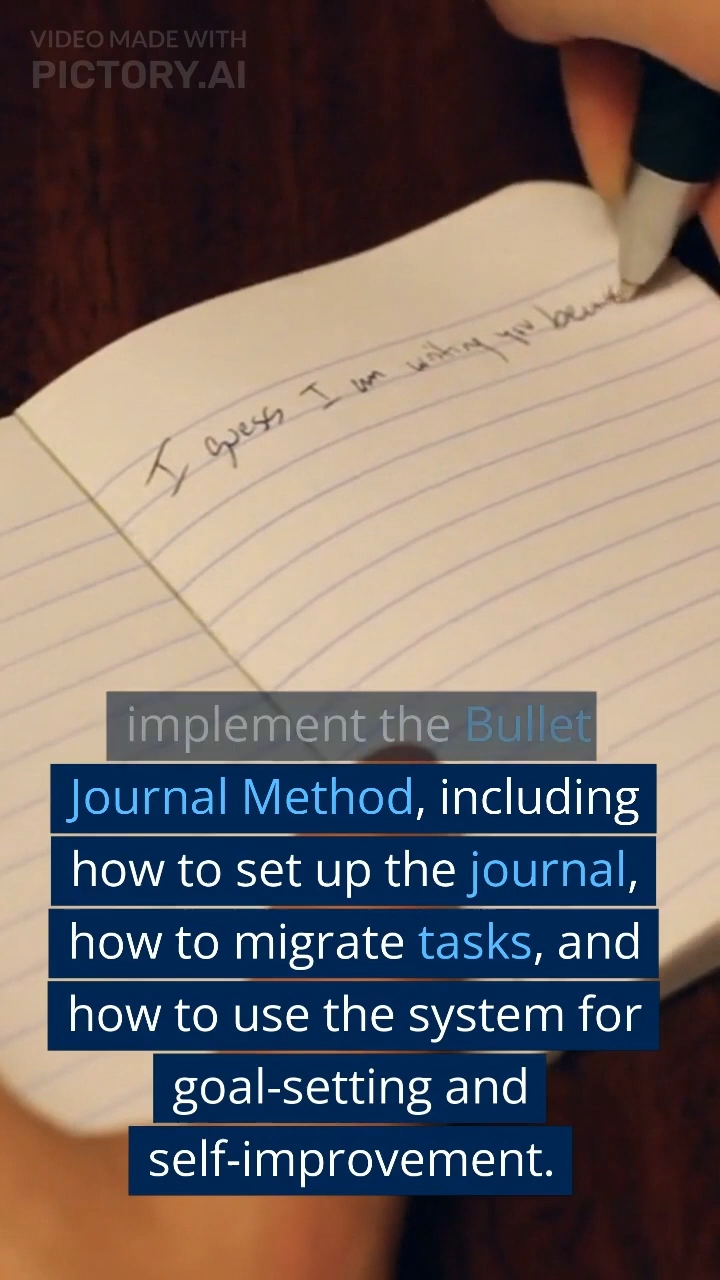 VIDEO MADE WITH
PICTORY.AI
I guess I am writing you
implement the Bullet
Journal Method, including
how to set up the journal,
how to migrate tasks, and
how to use the system for
goal-setting and
self-improvement.